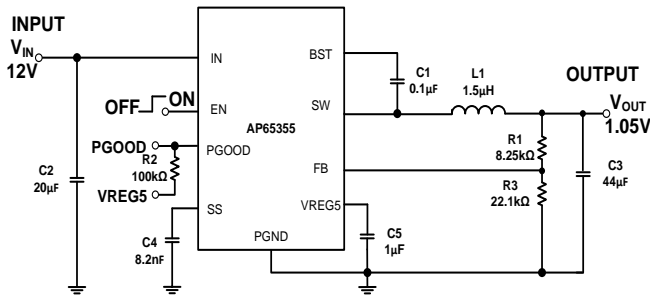 INPUT
VIN
12V
OFF
ON
PGOOD
R2
100kΩ
VREG5
C2
20µF
C4
8.2nF
IN
EN
PGOOD
SS
AP65355
PGND
BST
SW
FB
VREG5
C1
0.1µF
L1
1.5µH
OUTPUT
VOUT
1.05V
R1
8.25kΩ
R3
22.1kΩ
C3
44µF
C5
1µF